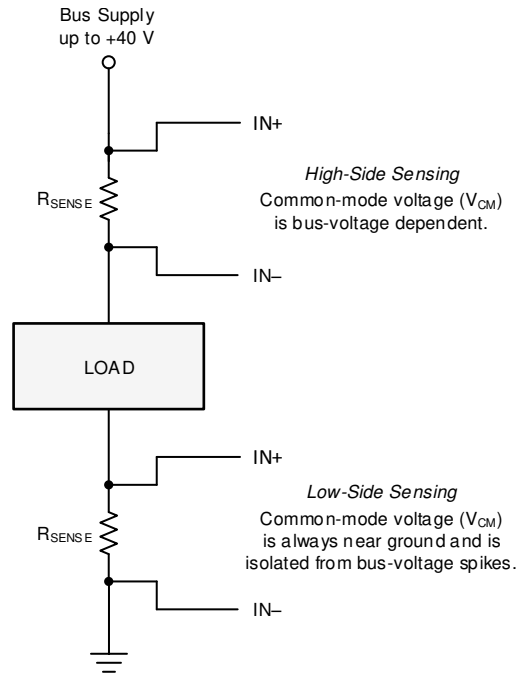 Bus Supply
up to +40 V
IN+
High-Side Sensing
Common-mode voltage (VCM)
is bus-voltage dependent.
RSENSE
IN–
LOAD
IN+
Low-Side Sensing
Common-mode voltage (VCM)
is always near ground and is
isolated from bus-voltage spikes.
RSENSE
IN–